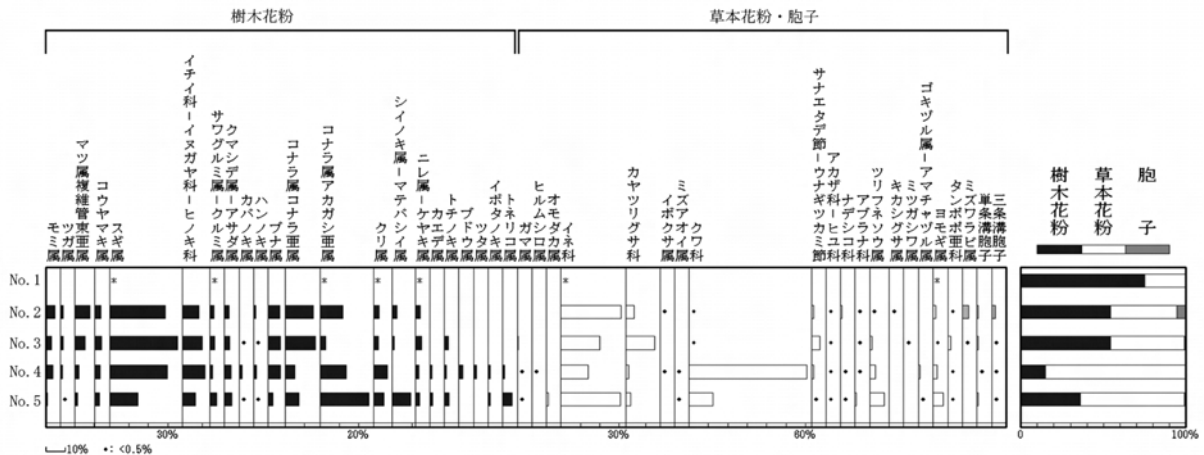 樹木花粉
草本花粉・胞子
モミ属
ツガ属
マツ属複維管束亜属
コウヤマキ属
スギ属
イチイ科－イヌガヤ科－ヒノキ科
サワグルミ属－クルミ属
クマシデ属－アサダ属
カバノキ属
ハンノキ属
ブナ属
コナラ属コナラ亜属
コナラ属アカガシ亜属
クリ属
シイノキ属－マテバシイ属
ニレ属－ケヤキ属
カエデ属
トチノキ属
ブドウ属
ツタ属
イボタノキ属
トネリコ属
ガマ属
ヒルムシロ属
オモダカ属
イネ科
カヤツリグサ科
イボクサ属
ミズアオイ属
クワ科
サナエタデ節－ウナギツカミ節
アカザ科－ヒユ科
ナデシコ科
アブラナ科
ツリフネソウ属
キカシグサ属
ミツガシワ属
ゴキヅル属－アマチャヅル属
ヨモギ属
タンポポ亜科
ミズワラビ属
単条溝胞子
三条溝胞子
樹木花粉
草本花粉
胞子
No.1 * * * * * * *
No.2
No.3
No.4
No.5
30% 20% 30% 60% 0 100%
10% •: <0.5%